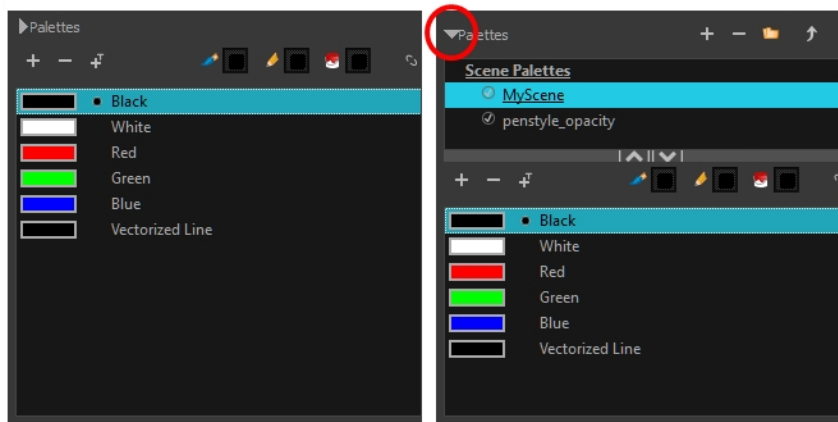 Palettes
Black
White
Red
Green
Blue
Vectorized Line
Palettes
Scene Palettes
MyScene
penstyle_opacity
Black
White
Red
Green
Blue
Vectorized Line